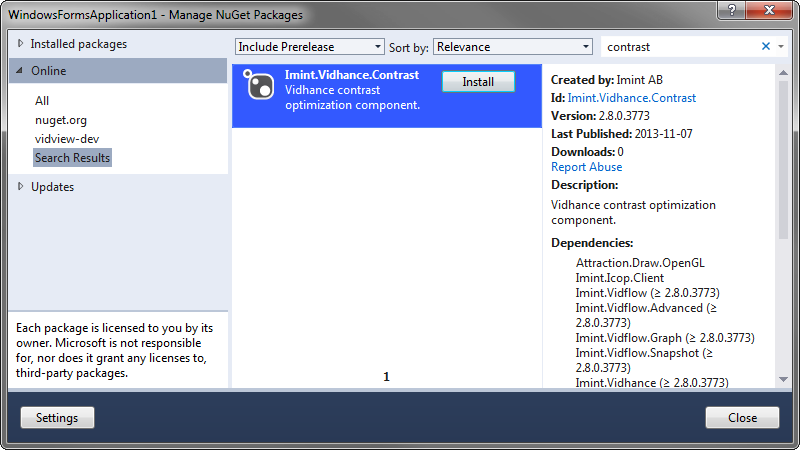 WindowsFormsApplication1 - Manage NuGet Packages
Installed packages
Online
All
nuget.org
vidview-dev
Search Results
Updates
Each package is licensed to you by its
owner. Microsoft is not responsible
for, nor does it grant any licenses to,
third-party packages.
Include Prerelease
Sort by:
Relevance
contrast
Imint.Vidhance.Contrast
Vidhance contrast
optimization component.
Install
1
Created by: Imint AB
Id: Imint.Vidhance.Contrast
Version: 2.8.0.3773
Last Published: 2013-11-07
Downloads: 0
Report Abuse
Description:
Vidhance contrast optimization
component.
Dependencies:
Attraction.Draw.OpenGL
Imint.Icop.Client
Imint.Vidflow (≥ 2.8.0.3773)
Imint.Vidflow.Advanced (≥
2.8.0.3773)
Imint.Vidflow.Graph (≥ 2.8.0.3773)
Imint.Vidflow.Snapshot (≥
2.8.0.3773)
Imint.Vidhance (≥ 2.8.0.3773)
Settings
Close